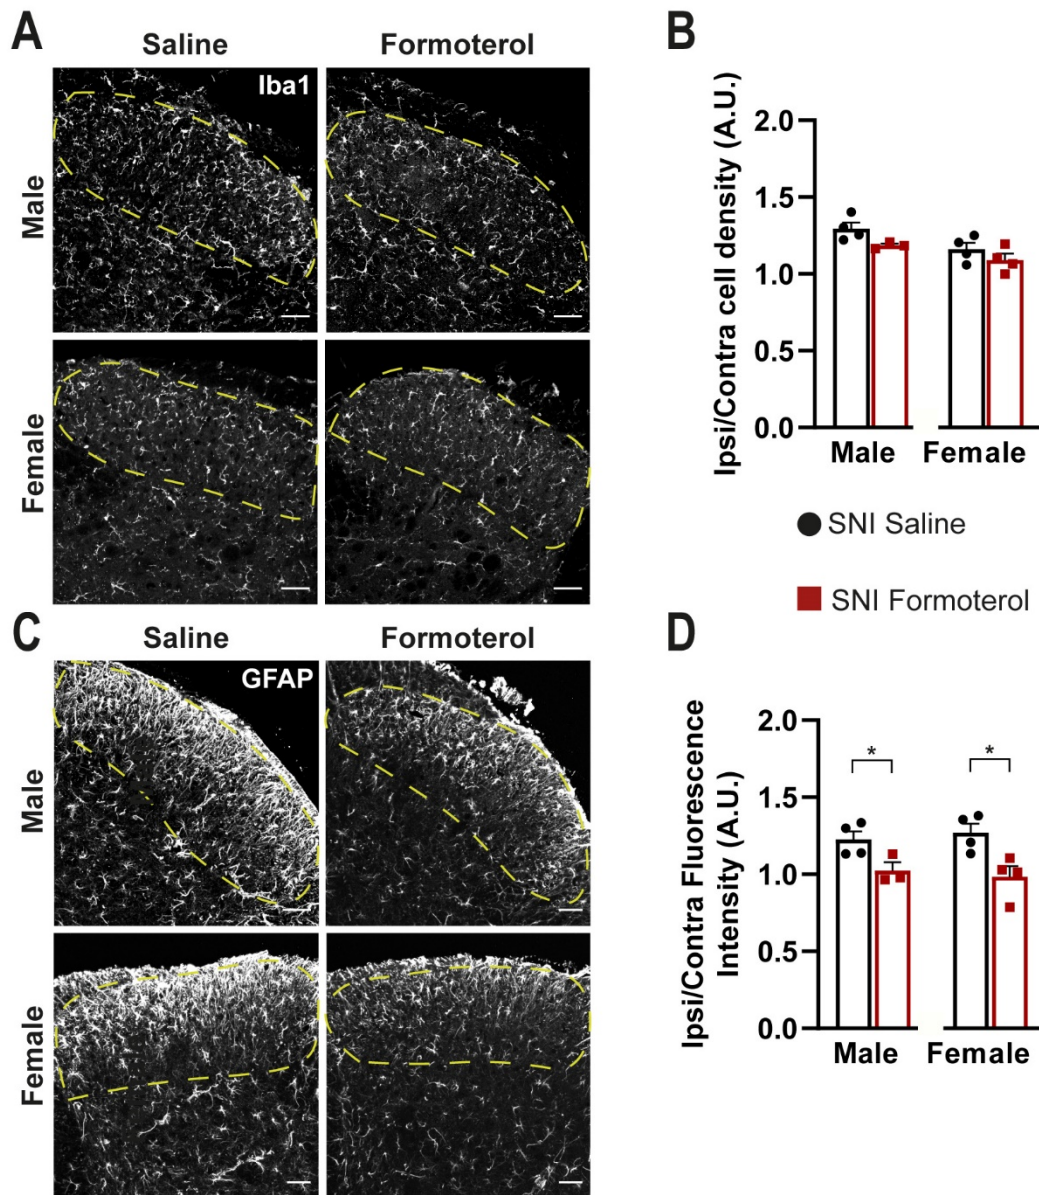 A
Saline
Formoterol
Iba1
Male
Female
B
Ipsi/Contra cell density (A.U.)
2.0
1.5
1.0
0.5
0.0
Male
Female
SNI Saline
SNI Formoterol
C
Saline
Formoterol
GFAP
Male
Female
D
Ipsi/Contra Fluorescence
Intensity (A.U.)
2.0
1.5
1.0
0.5
0.0
*
*
Male
Female